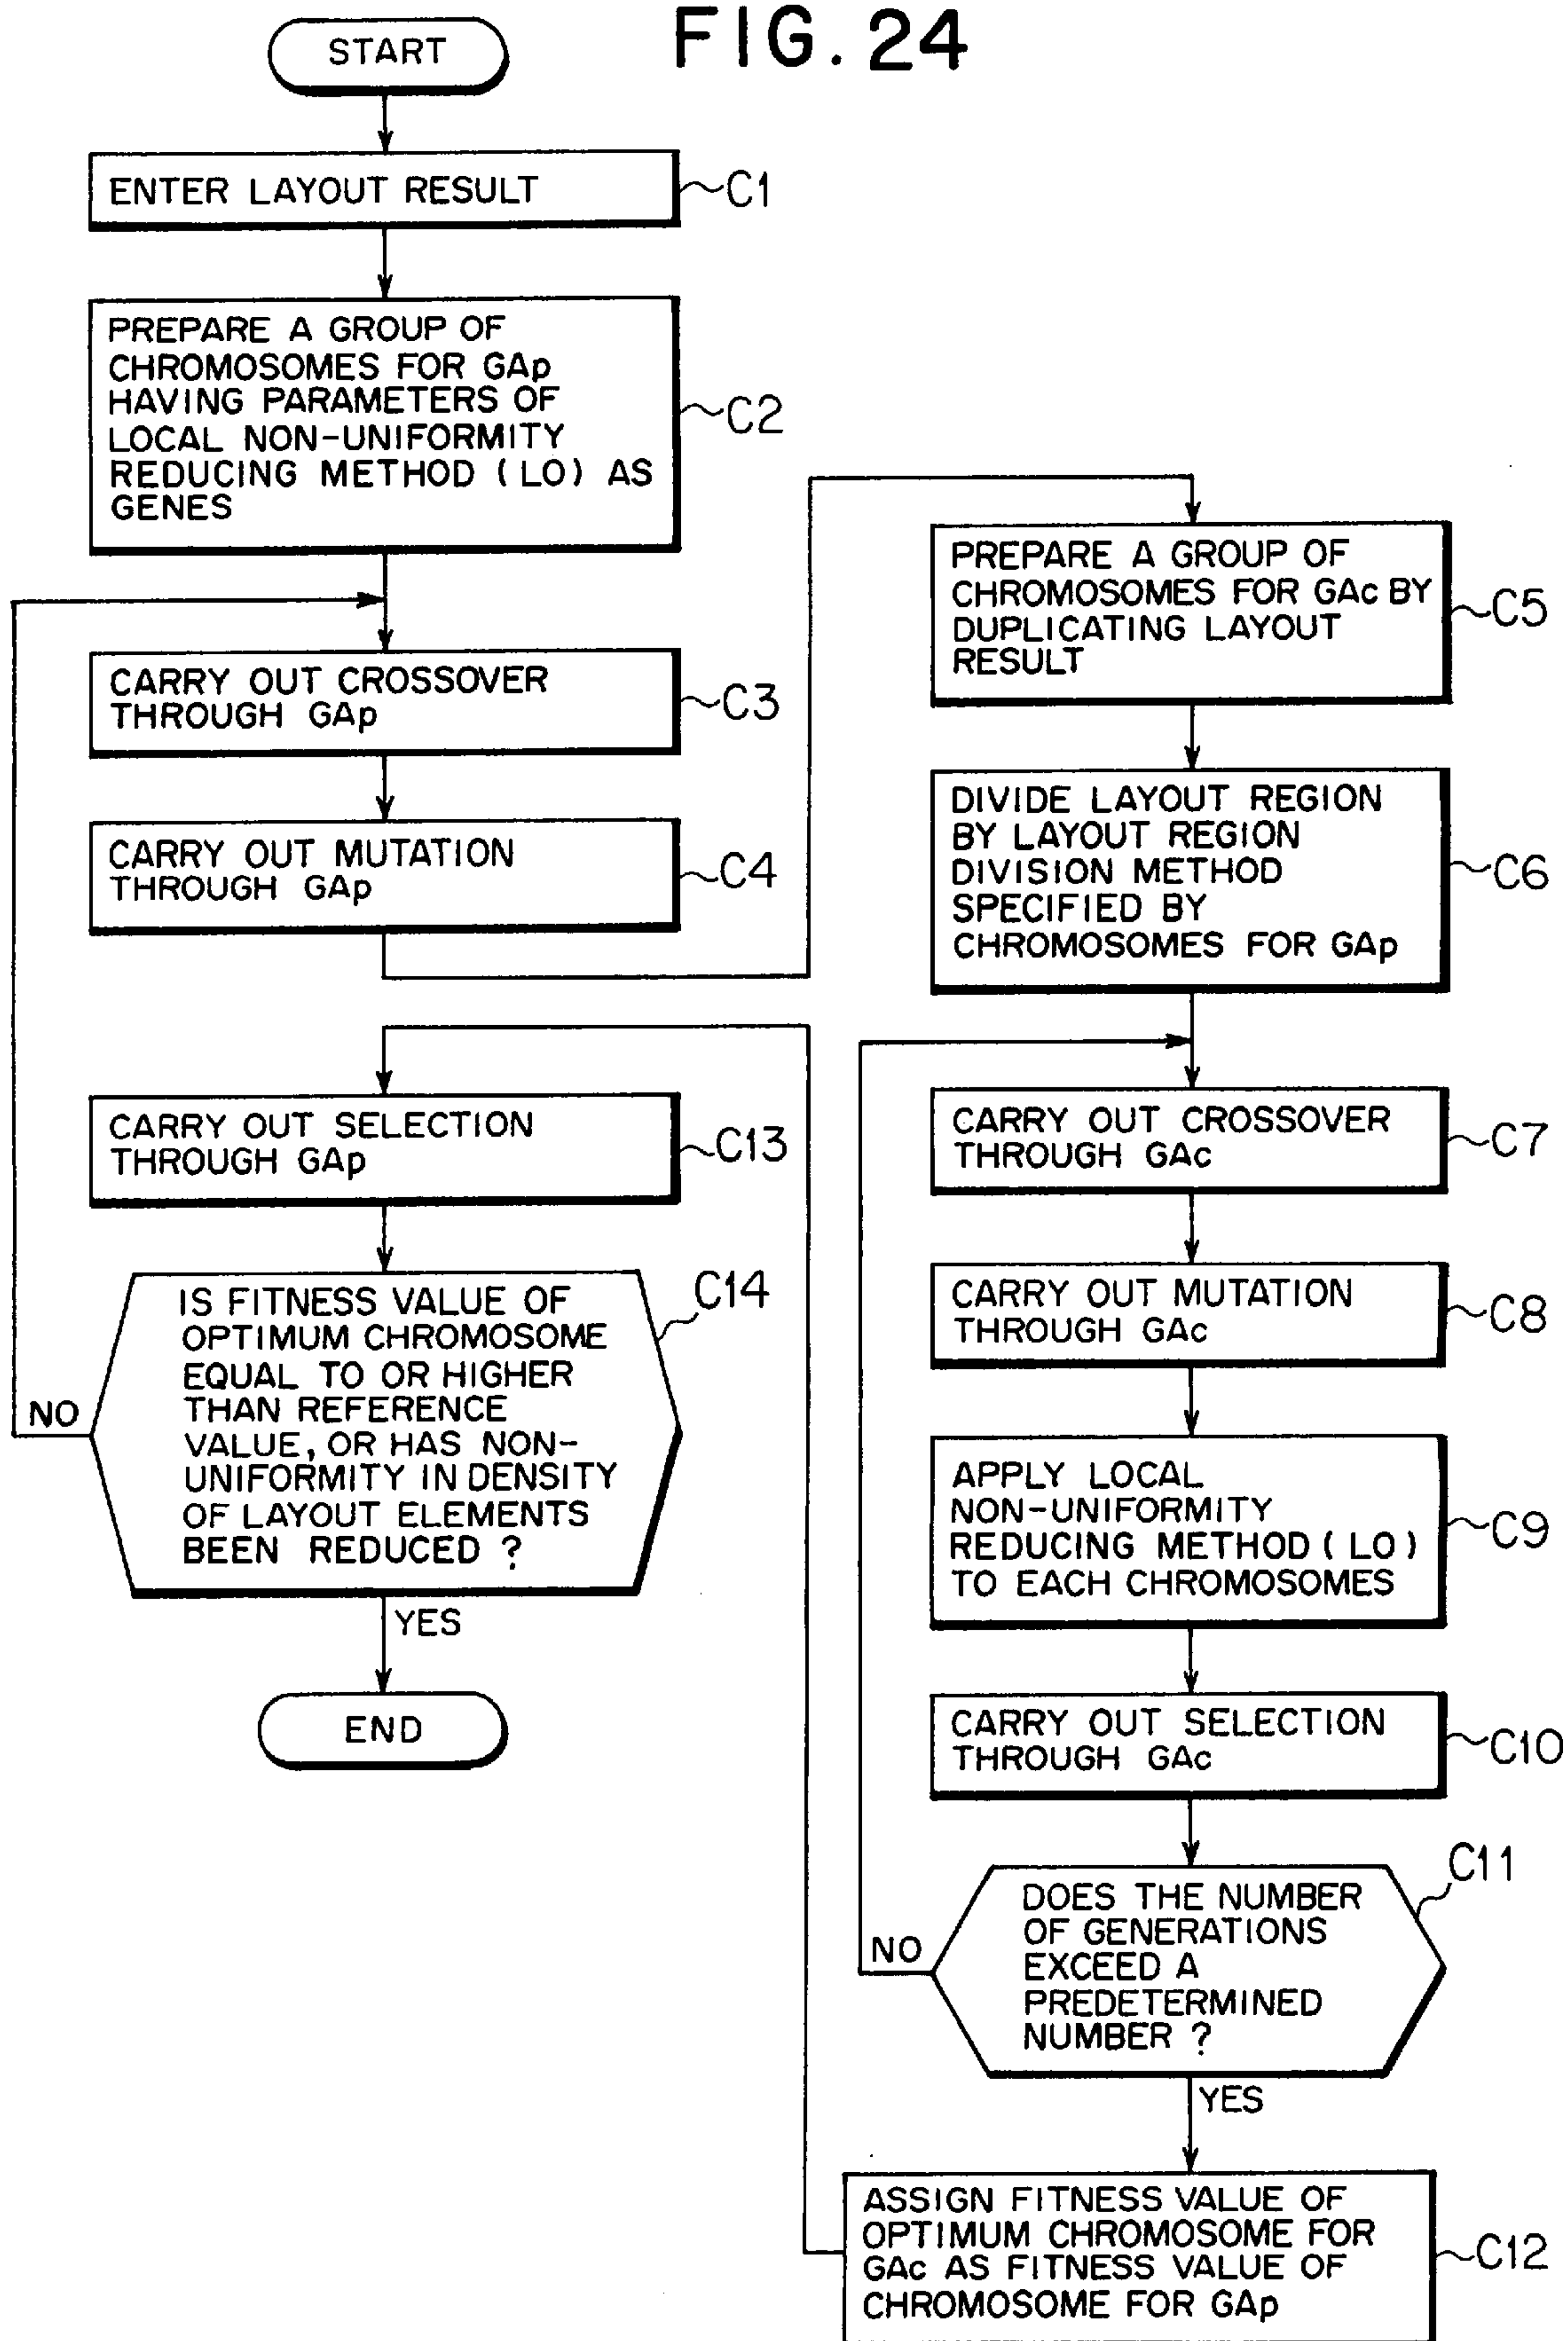 FIG. 24
START
ENTER LAYOUT RESULT
C1
PREPARE A GROUP OF
CHROMOSOMES FOR GAp
HAVING PARAMETERS OF
LOCAL NON-UNIFORMITY
REDUCING METHOD (LO) AS
GENES
C2
CARRY OUT CROSSOVER
THROUGH GAp
C3
CARRY OUT MUTATION
THROUGH GAp
C4
PREPARE A GROUP OF
CHROMOSOMES FOR GAc BY
DUPLICATING LAYOUT
RESULT
C5
DIVIDE LAYOUT REGION
BY LAYOUT REGION
DIVISION METHOD
SPECIFIED BY
CHROMOSOMES FOR GAp
C6
CARRY OUT CROSSOVER
THROUGH GAc
C7
CARRY OUT MUTATION
THROUGH GAc
C8
APPLY LOCAL
NON-UNIFORMITY
REDUCING METHOD (LO)
TO EACH CHROMOSOMES
C9
CARRY OUT SELECTION
THROUGH GAc
C10
DOES THE NUMBER
OF GENERATIONS
EXCEED A
PREDETERMINED
NUMBER ?
C11
NO
YES
ASSIGN FITNESS VALUE OF
OPTIMUM CHROMOSOME FOR
GAc AS FITNESS VALUE OF
CHROMOSOME FOR GAp
C12
CARRY OUT SELECTION
THROUGH GAp
C13
IS FITNESS VALUE OF
OPTIMUM CHROMOSOME
EQUAL TO OR HIGHER
THAN REFERENCE
VALUE, OR HAS NON-
UNIFORMITY IN DENSITY
OF LAYOUT ELEMENTS
BEEN REDUCED ?
C14
NO
YES
END